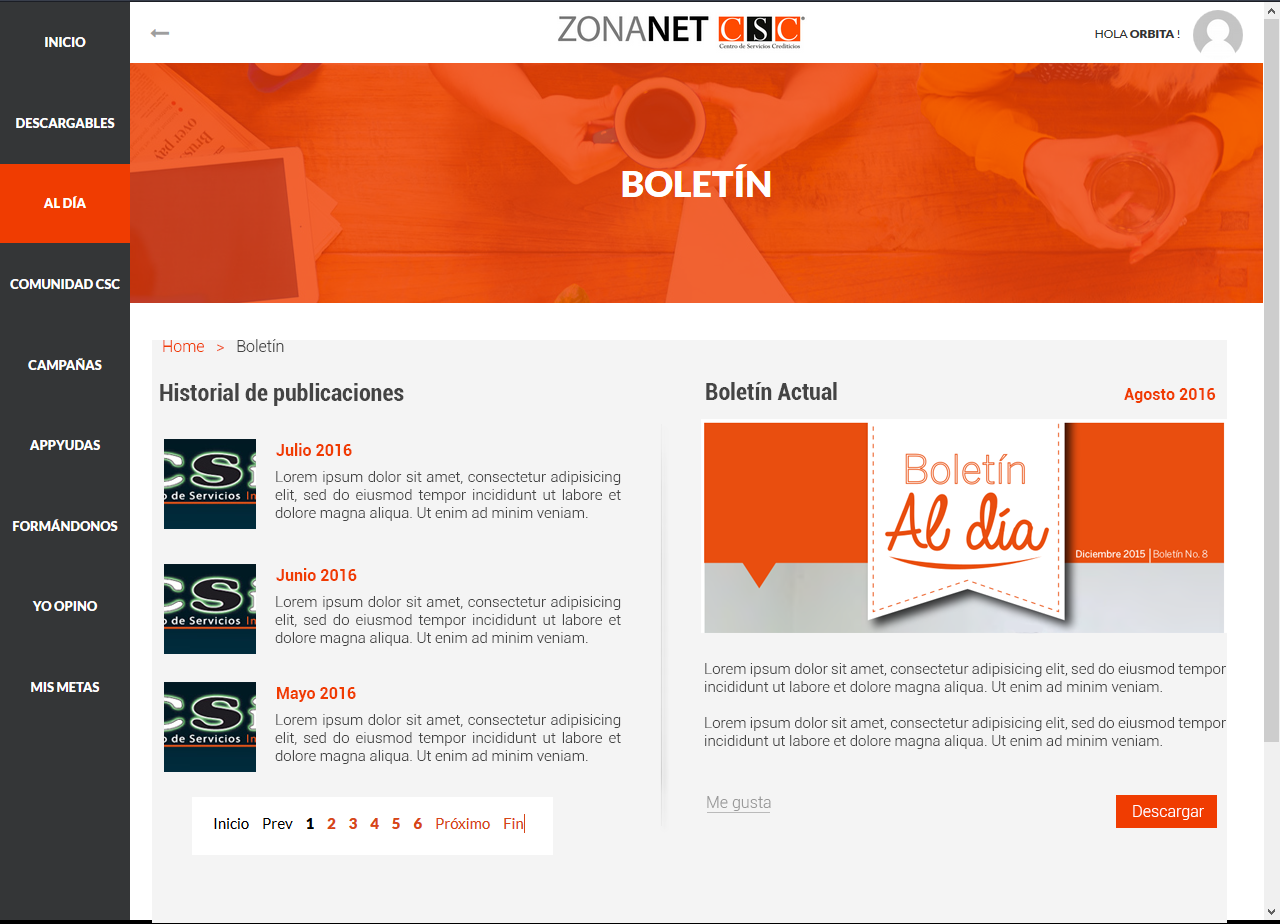 INICIO
DESCARGABLES
AL DÍA
COMUNIDAD CSC
CAMPAÑAS
APPYUDAS
FORMÁNDONOS
YO OPINO
MIS METAS
ZONANET CSC
Centro de Servicios Crediticios
HOLA ORBITA !
BOLETÍN
Home > Boletín
Historial de publicaciones
Julio 2016
Lorem ipsum dolor sit amet, consectetur adipisicing
elit, sed do eiusmod tempor incididunt ut labore et
dolore magna aliqua. Ut enim ad minim veniam.
Junio 2016
Lorem ipsum dolor sit amet, consectetur adipisicing
elit, sed do eiusmod tempor incididunt ut labore et
dolore magna aliqua. Ut enim ad minim veniam.
Mayo 2016
Lorem ipsum dolor sit amet, consectetur adipisicing
elit, sed do eiusmod tempor incididunt ut labore et
dolore magna aliqua. Ut enim ad minim veniam.
Inicio Prev 1 2 3 4 5 6 Próximo Fin
Boletín Actual
Agosto 2016
Boletín
Al día
Diciembre 2015 | Boletín No. 8
Lorem ipsum dolor sit amet, consectetur adipisicing elit, sed do eiusmod tempor
incididunt ut labore et dolore magna aliqua. Ut enim ad minim veniam.
Lorem ipsum dolor sit amet, consectetur adipisicing elit, sed do eiusmod tempor
incididunt ut labore et dolore magna aliqua. Ut enim ad minim veniam.
Me gusta
Descargar